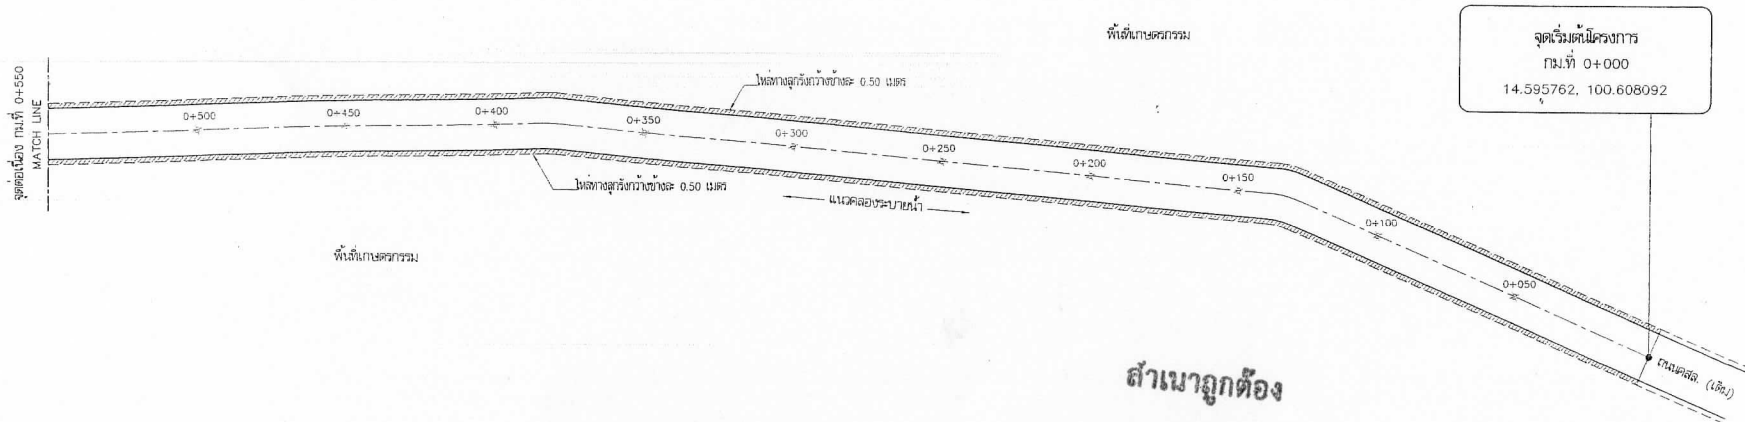 พื้นที่เกษตรกรรม
จุดเริ่มต้นโครงการ
กม.ที่ 0+000
14.595762, 100.608092
ไหล่ทางลูกรังกว้างข้างละ 0.50 เมตร
จุดต่อเนื่อง กม.ที่ 0+550
MAMATCH LINE
0+500
0+450
0+400
0+350
0+300
0+250
0+200
0+150
0+100
0+050
ไหล่ทางลูกรังกว้างข้างละ 0.50 เมตร
แนวคลองระบายน้ำ
พื้นที่เกษตรกรรม
ถนนคสล. (เดิม)
สำเนาถูกต้อง